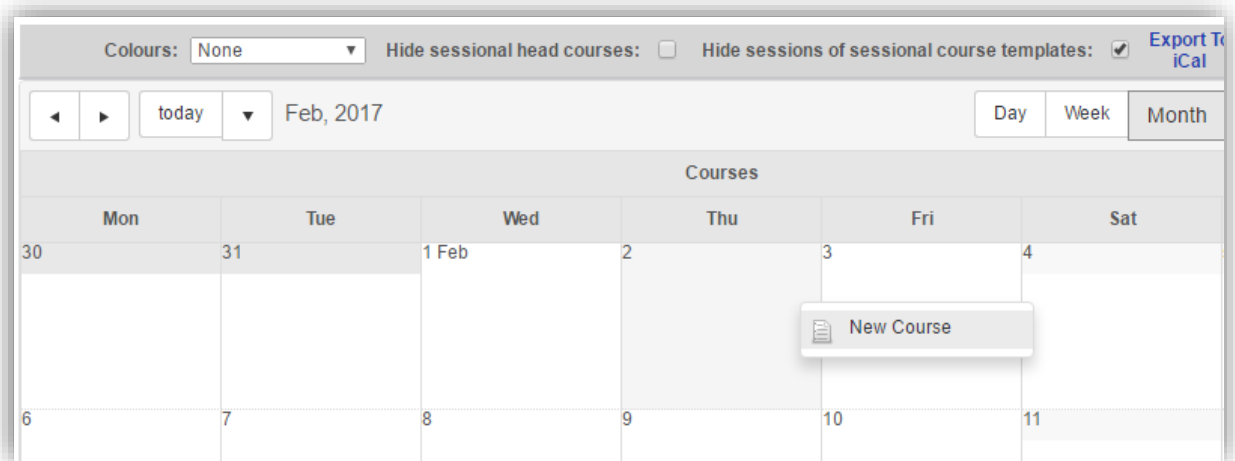 Colours: None Hide sessional head courses: Hide sessions of sessional course templates: Export To
iCal
today Feb, 2017 Day Week Month
Courses
Mon Tue Wed Thu Fri Sat
30 31 1 Feb 2 3 4
New Course
6 7 8 9 10 11